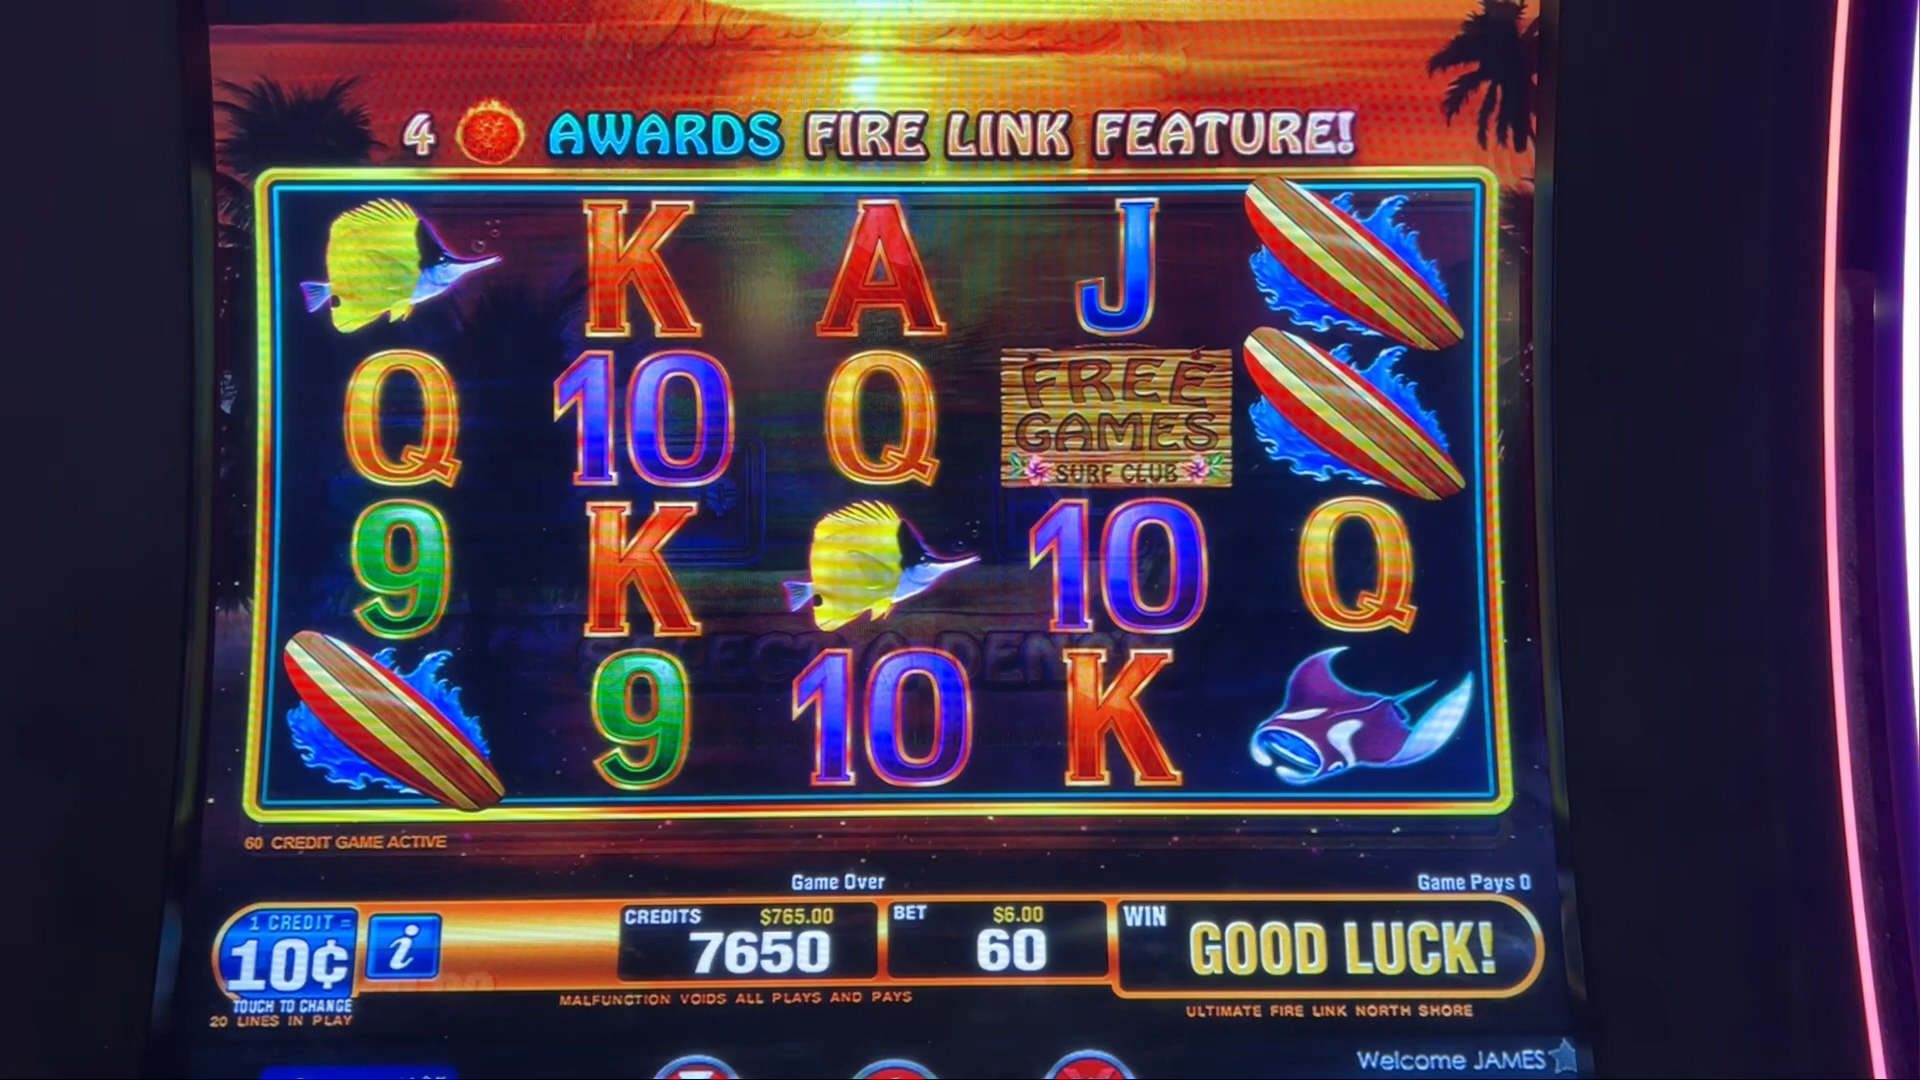 4 AWARDS FIRE LINK FEATURE!
K A J
Q 10 Q FREE GAMES SURF CLUB
9 K 10 Q
9 10 K
60 CREDIT GAME ACTIVE
Game Over
Game Pays 0
1 CREDIT =
10¢
TOUCH TO CHANGE
20 LINES IN PLAY
i
CREDITS $765.00
7650
BET $6.00
60
WIN
GOOD LUCK!
MALFUNCTION VOIDS ALL PLAYS AND PAYS
ULTIMATE FIRE LINK NORTH SHORE
Welcome JAMES